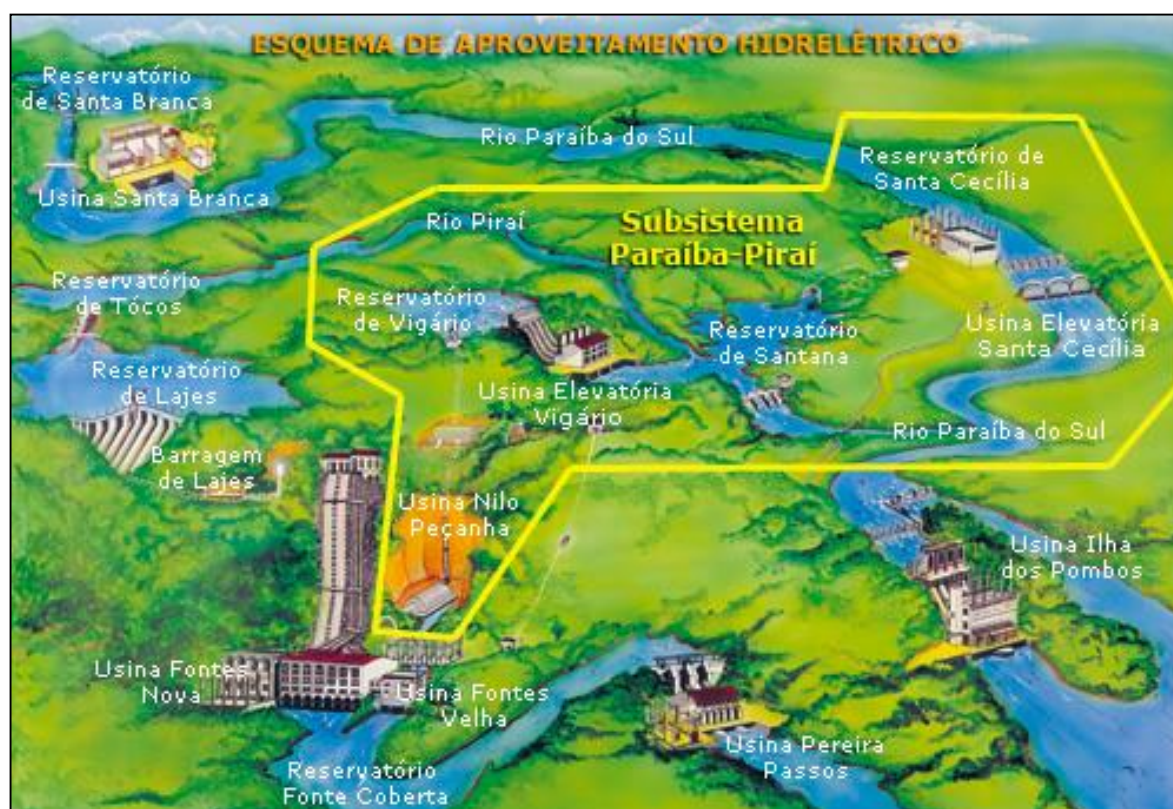 ESQUEMA DE APROVEITAMENTO HIDRELÉTRICO
Reservatório
de Santa Branca
Usina Santa Branca
Rio Paraíba do Sul
Reservatório de
Santa Cecília
Rio Piraí
Subsistema
Paraíba-Piraí
Reservatório
de Tócos
Reservatório
de Vigário
Reservatório
de Santana
Usina Elevatória
Santa Cecília
Reservatório
de Lajes
Usina Elevatória
Vigário
Rio Paraíba do Sul
Barragem
de Lajes
Usina Nilo
Peçanha
Usina Ilha
dos Pombos
Usina Fontes
Nova
Usina Fontes
Velha
Usina Pereira
Passos
Reservatório
Fonte Coberta